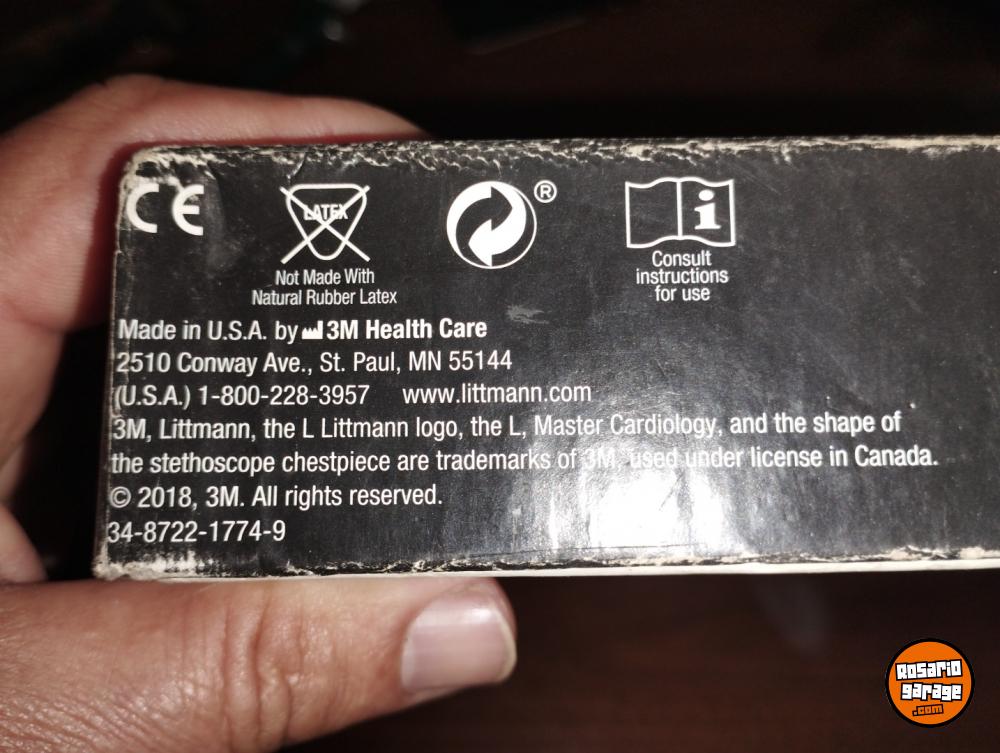 CE
LATEX
Not Made With
Natural Rubber Latex
®
i
Consult
instructions
for use
Made in U.S.A. by 3M Health Care
2510 Conway Ave., St. Paul, MN 55144
(U.S.A.) 1-800-228-3957 www.littmann.com
3M, Littmann, the L Littmann logo, the L, Master Cardiology, and the shape of
the stethoscope chestpiece are trademarks of 3M, used under license in Canada.
© 2018, 3M. All rights reserved.
34-8722-1774-9
Rosario
garage
.com